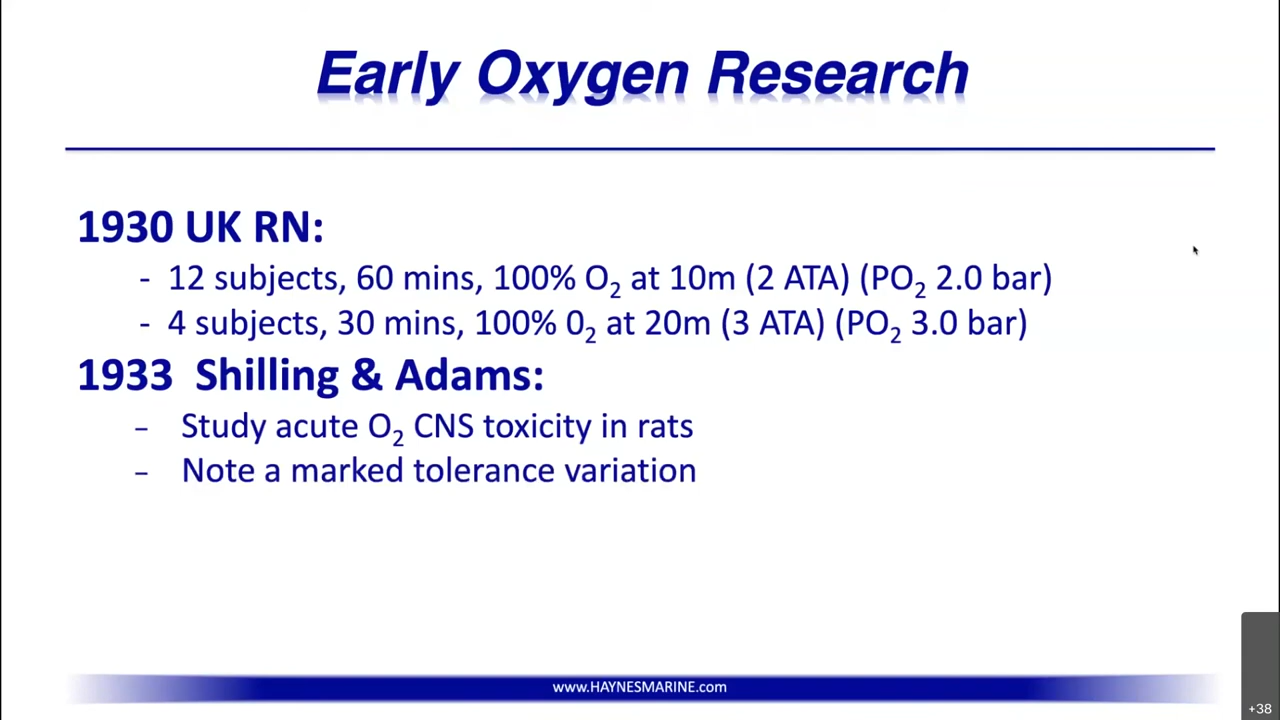 Early Oxygen Research
1930 UK RN:
- 12 subjects, 60 mins, 100% O₂ at 10m (2 ATA) (PO₂ 2.0 bar)
- 4 subjects, 30 mins, 100% 0₂ at 20m (3 ATA) (PO₂ 3.0 bar)
1933 Shilling & Adams:
– Study acute O₂ CNS toxicity in rats
– Note a marked tolerance variation
www.HAYNESMARINE.com
+38